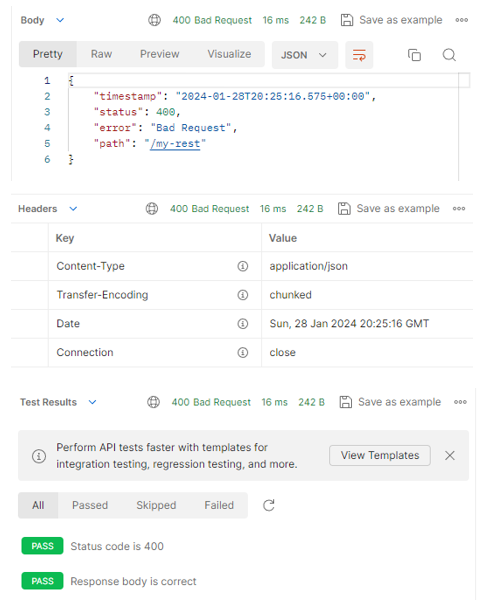 Body 400 Bad Request 16 ms 242 B Save as example
Pretty Raw Preview Visualize JSON
1 {
2 "timestamp": "2024-01-28T20:25:16.575+00:00",
3 "status": 400,
4 "error": "Bad Request",
5 "path": "/my-rest"
6 }
Headers 400 Bad Request 16 ms 242 B Save as example
Key Value
Content-Type application/json
Transfer-Encoding chunked
Date Sun, 28 Jan 2024 20:25:16 GMT
Connection close
Test Results 400 Bad Request 16 ms 242 B Save as example
Perform API tests faster with templates for
integration testing, regression testing, and more.
View Templates
All Passed Skipped Failed
PASS Status code is 400
PASS Response body is correct